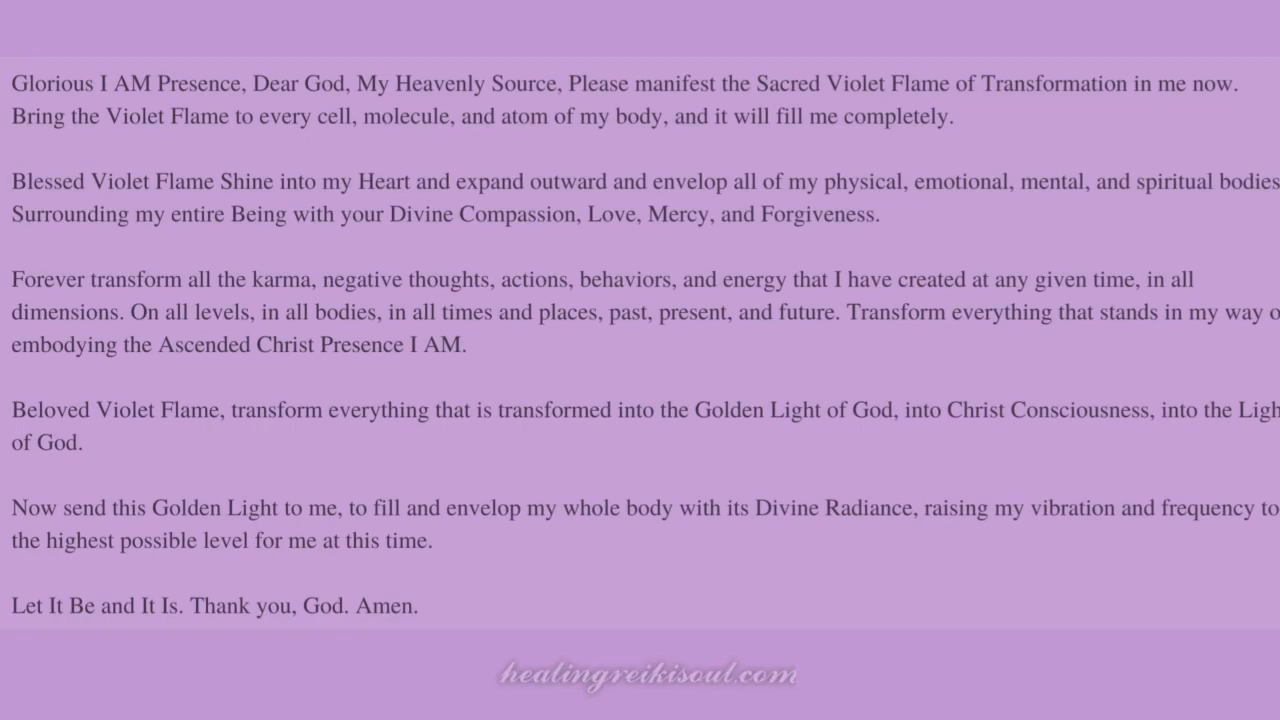 Glorious I AM Presence, Dear God, My Heavenly Source, Please manifest the Sacred Violet Flame of Transformation in me now.
Bring the Violet Flame to every cell, molecule, and atom of my body, and it will fill me completely.
Blessed Violet Flame Shine into my Heart and expand outward and envelop all of my physical, emotional, mental, and spiritual bodies
Surrounding my entire Being with your Divine Compassion, Love, Mercy, and Forgiveness.
Forever transform all the karma, negative thoughts, actions, behaviors, and energy that I have created at any given time, in all
dimensions. On all levels, in all bodies, in all times and places, past, present, and future. Transform everything that stands in my way
embodying the Ascended Christ Presence I AM.
Beloved Violet Flame, transform everything that is transformed into the Golden Light of God, into Christ Consciousness, into the
of God.
Now send this Golden Light to me, to fill and envelop my whole body with its Divine Radiance, raising my vibration and frequency to
the highest possible level for me at this time.
Let It Be and It Is. Thank you, God. Amen.
healingreikisoul.com